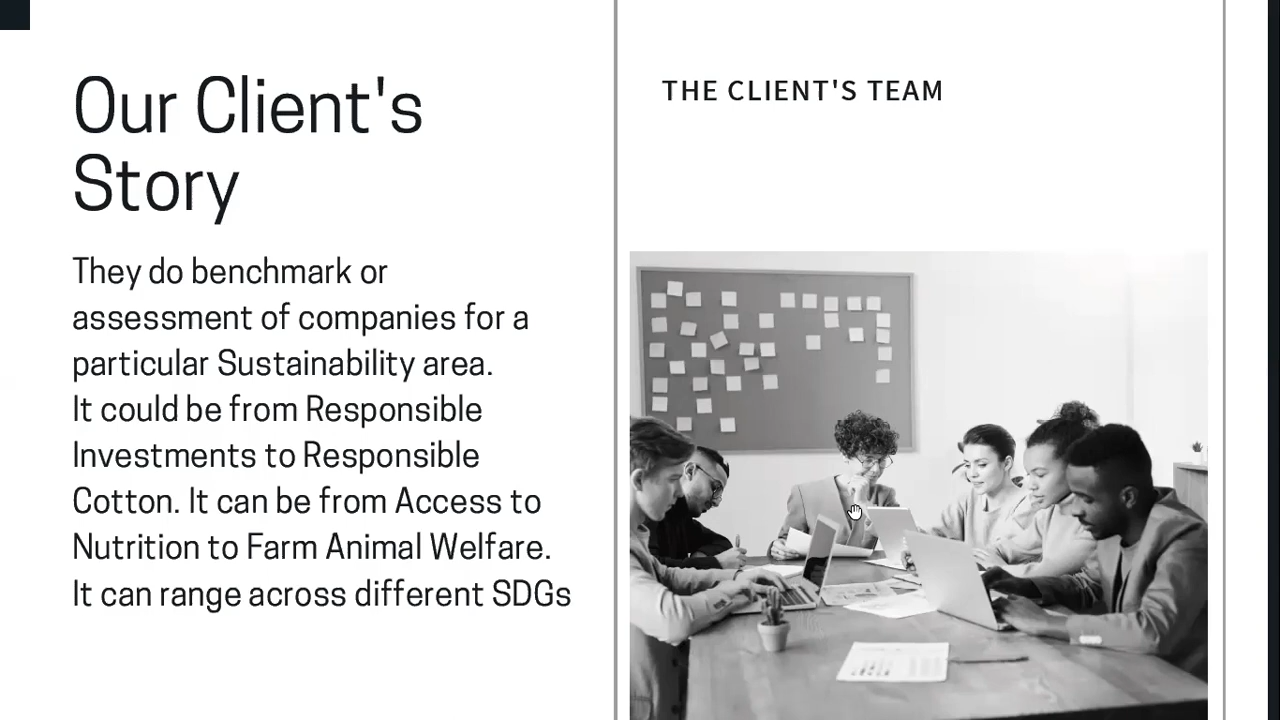 Our Client's
Story
They do benchmark or
assessment of companies for a
particular Sustainability area.
It could be from Responsible
Investments to Responsible
Cotton. It can be from Access to
Nutrition to Farm Animal Welfare.
It can range across different SDGs
THE CLIENT'S TEAM